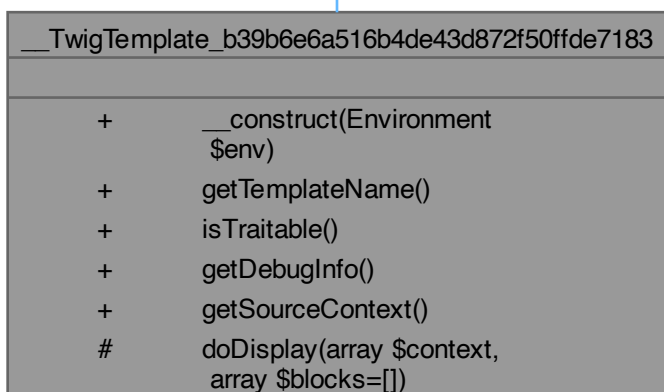 __TwigTemplate_b39b6e6a516b4de43d872f50ffde7183
+ __construct(Environment
$env)
+ getTemplateName()
+ isTraitable()
+ getDebugInfo()
+ getSourceContext()
# doDisplay(array $context,
array $blocks=[])